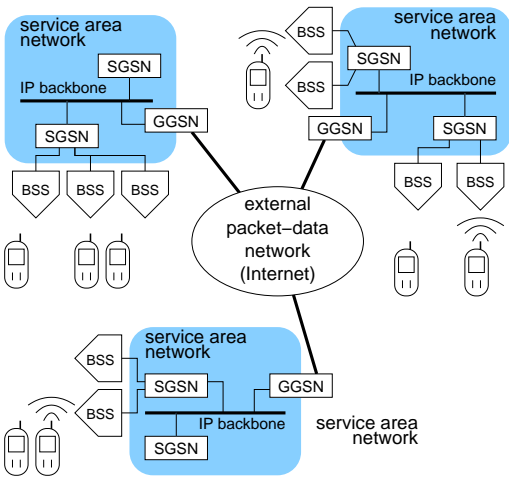 service area
network
SGSN
IP backbone
GGSN
SGSN
BSS
BSS
BSS
service area
network
BSS
SGSN
BSS
IP backbone
GGSN
SGSN
BSS
BSS
external
packet–data
network
(Internet)
service area
network
BSS
SGSN
GGSN
BSS
IP backbone
SGSN
service area
network